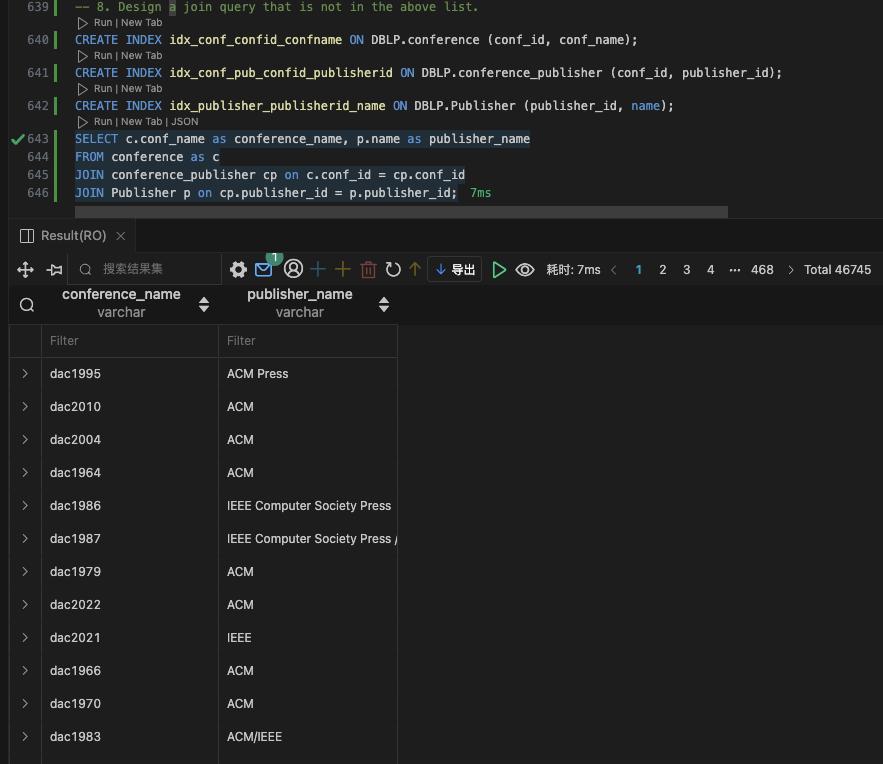 639 -- 8. Design a join query that is not in the above list.
Run | New Tab
640 CREATE INDEX idx_conf_confid_confname ON DBLP.conference (conf_id, conf_name);
Run | New Tab
641 CREATE INDEX idx_conf_pub_confid_publisherid ON DBLP.conference_publisher (conf_id, publisher_id);
Run | New Tab
642 CREATE INDEX idx_publisher_publisherid_name ON DBLP.Publisher (publisher_id, name);
Run | New Tab | JSON
643 SELECT c.conf_name as conference_name, p.name as publisher_name
644 FROM conference as c
645 JOIN conference_publisher cp on c.conf_id = cp.conf_id
646 JOIN Publisher p on cp.publisher_id = p.publisher_id; 7ms
Result(RO)
搜索结果集 1 导出 耗时: 7ms 1 2 3 4 ··· 468 Total 46745
conference_name publisher_name
varchar varchar
Filter Filter
dac1995 ACM Press
dac2010 ACM
dac2004 ACM
dac1964 ACM
dac1986 IEEE Computer Society Press
dac1987 IEEE Computer Society Press /
dac1979 ACM
dac2022 ACM
dac2021 IEEE
dac1966 ACM
dac1970 ACM
dac1983 ACM/IEEE